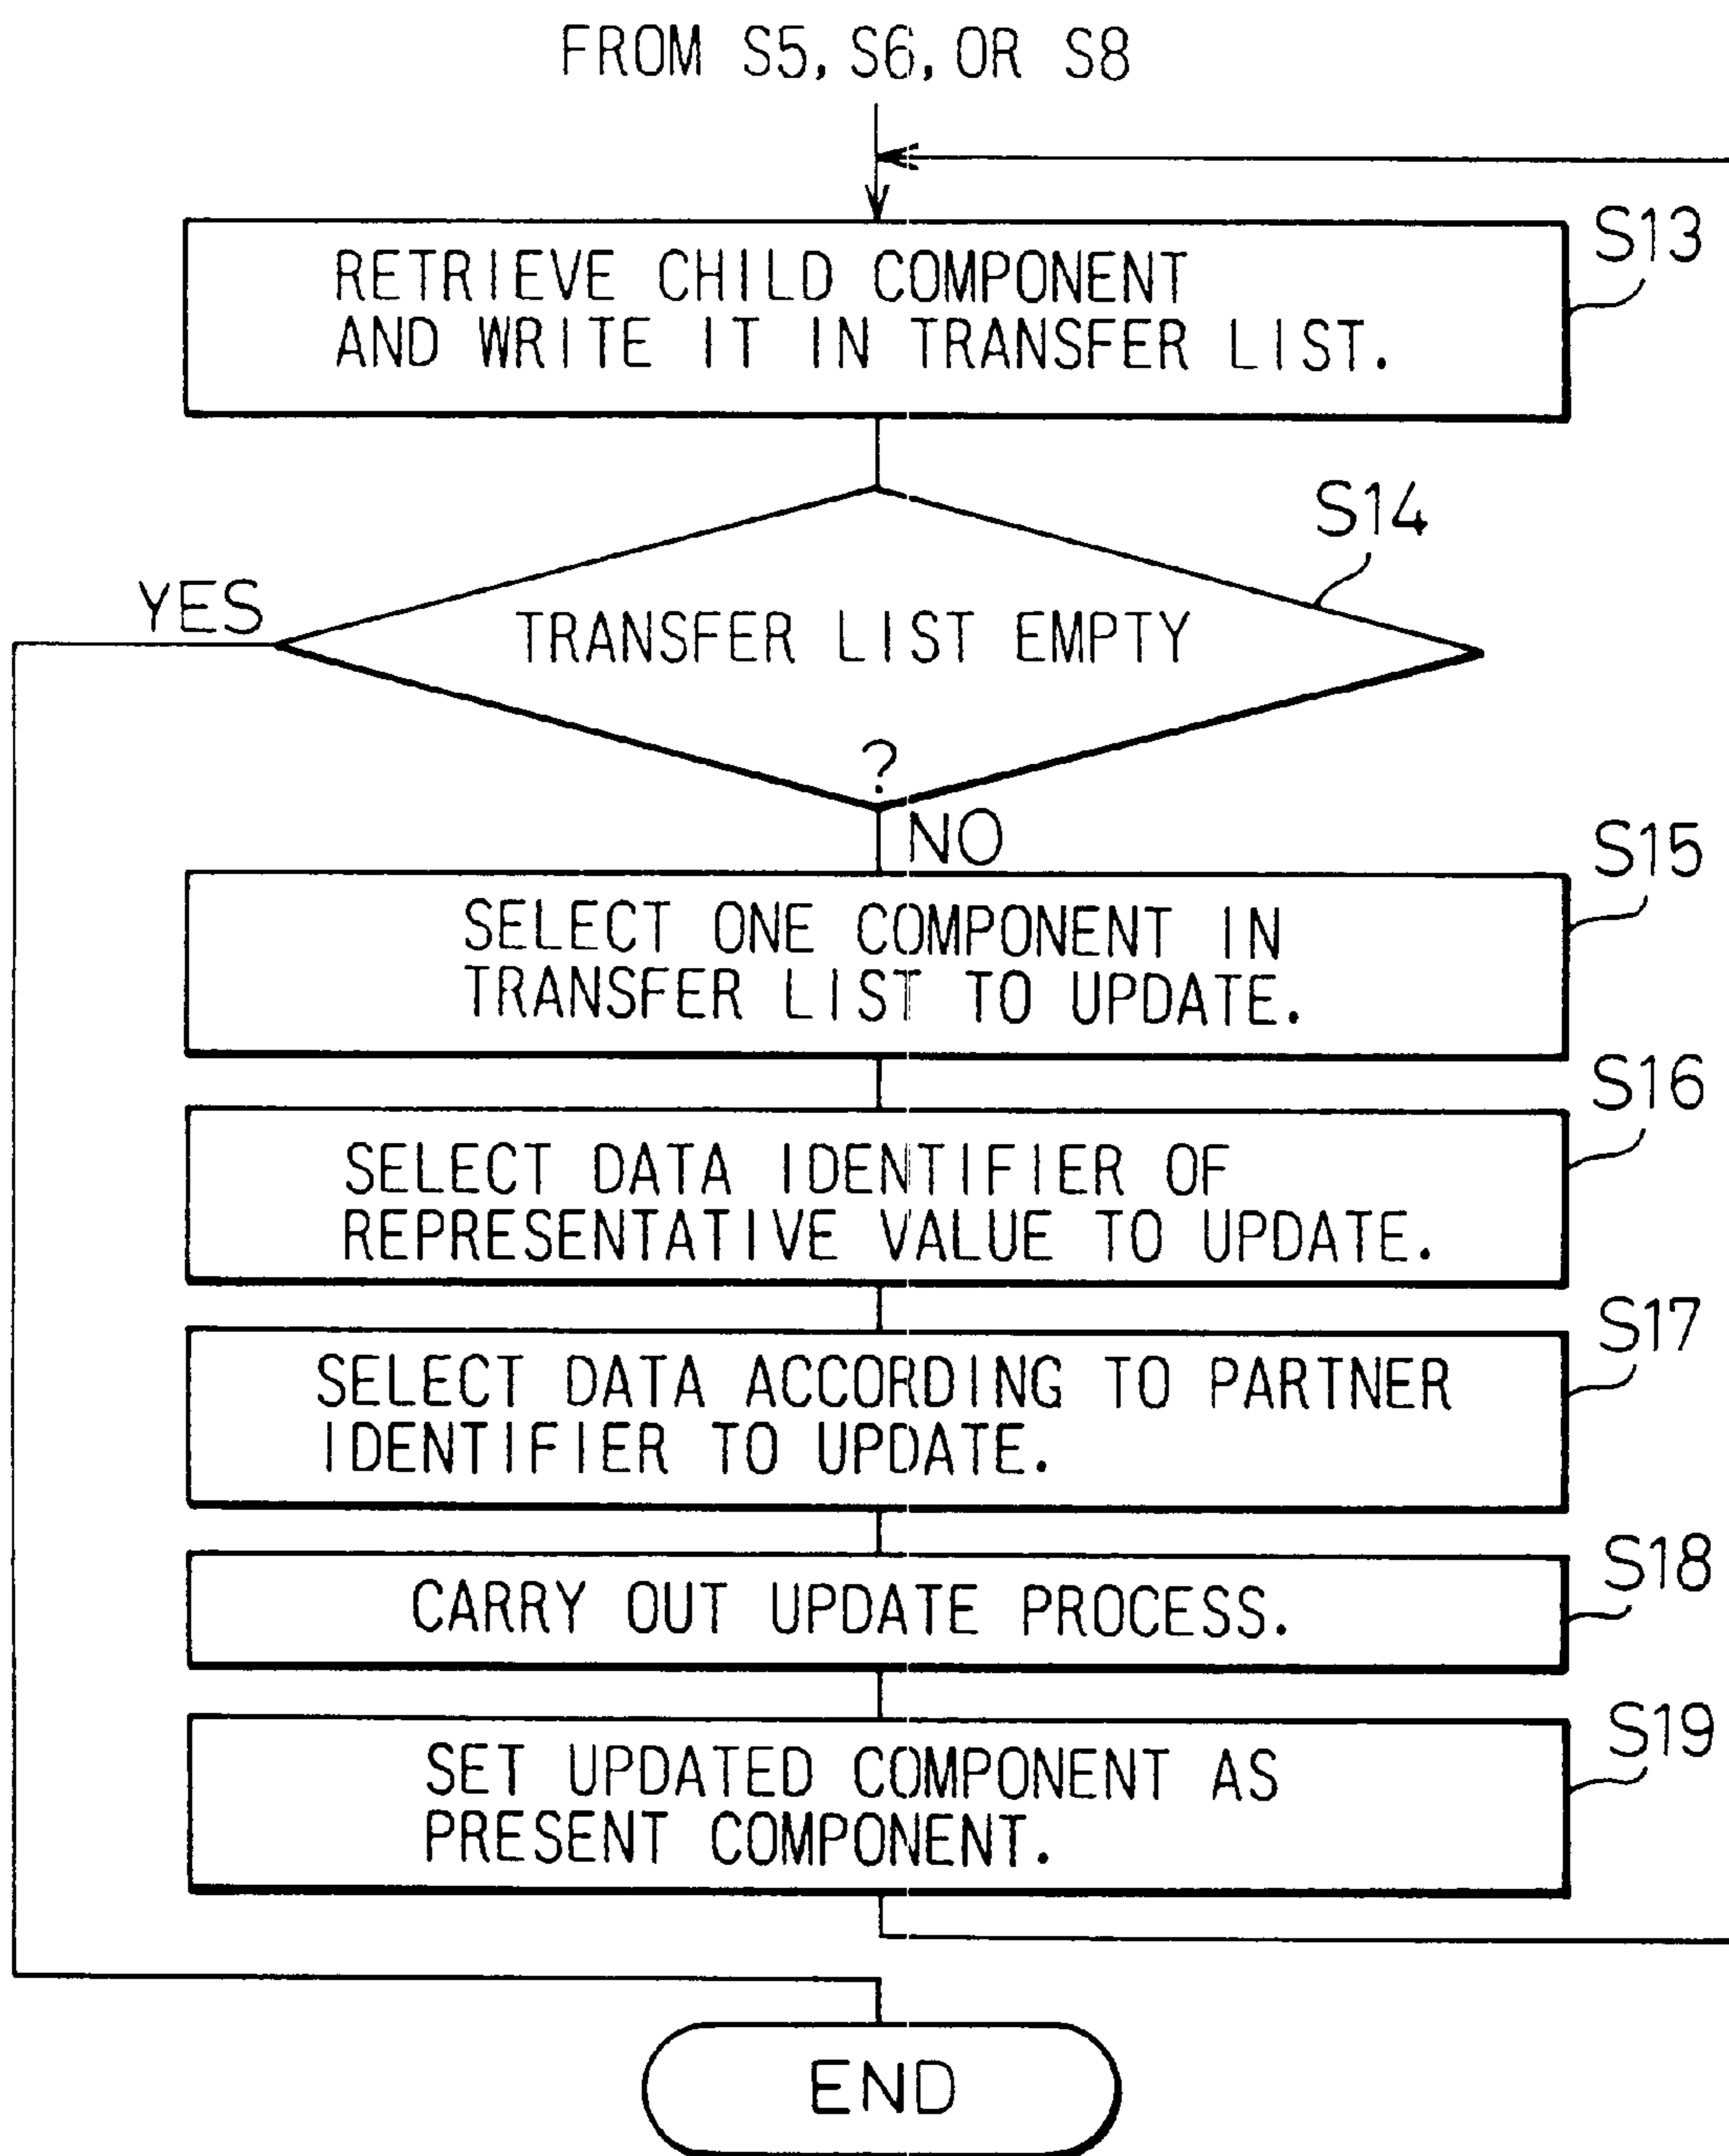 FROM S5, S6, OR S8
S13
RETRIEVE CHILD COMPONENT
AND WRITE IT IN TRANSFER LIST.
S14
YES
TRANSFER LIST EMPTY
?
NO
S15
SELECT ONE COMPONENT IN
TRANSFER LIST TO UPDATE.
S16
SELECT DATA IDENTIFIER OF
REPRESENTATIVE VALUE TO UPDATE.
S17
SELECT DATA ACCORDING TO PARTNER
IDENTIFIER TO UPDATE.
S18
CARRY OUT UPDATE PROCESS.
S19
SET UPDATED COMPONENT AS
PRESENT COMPONENT.
END